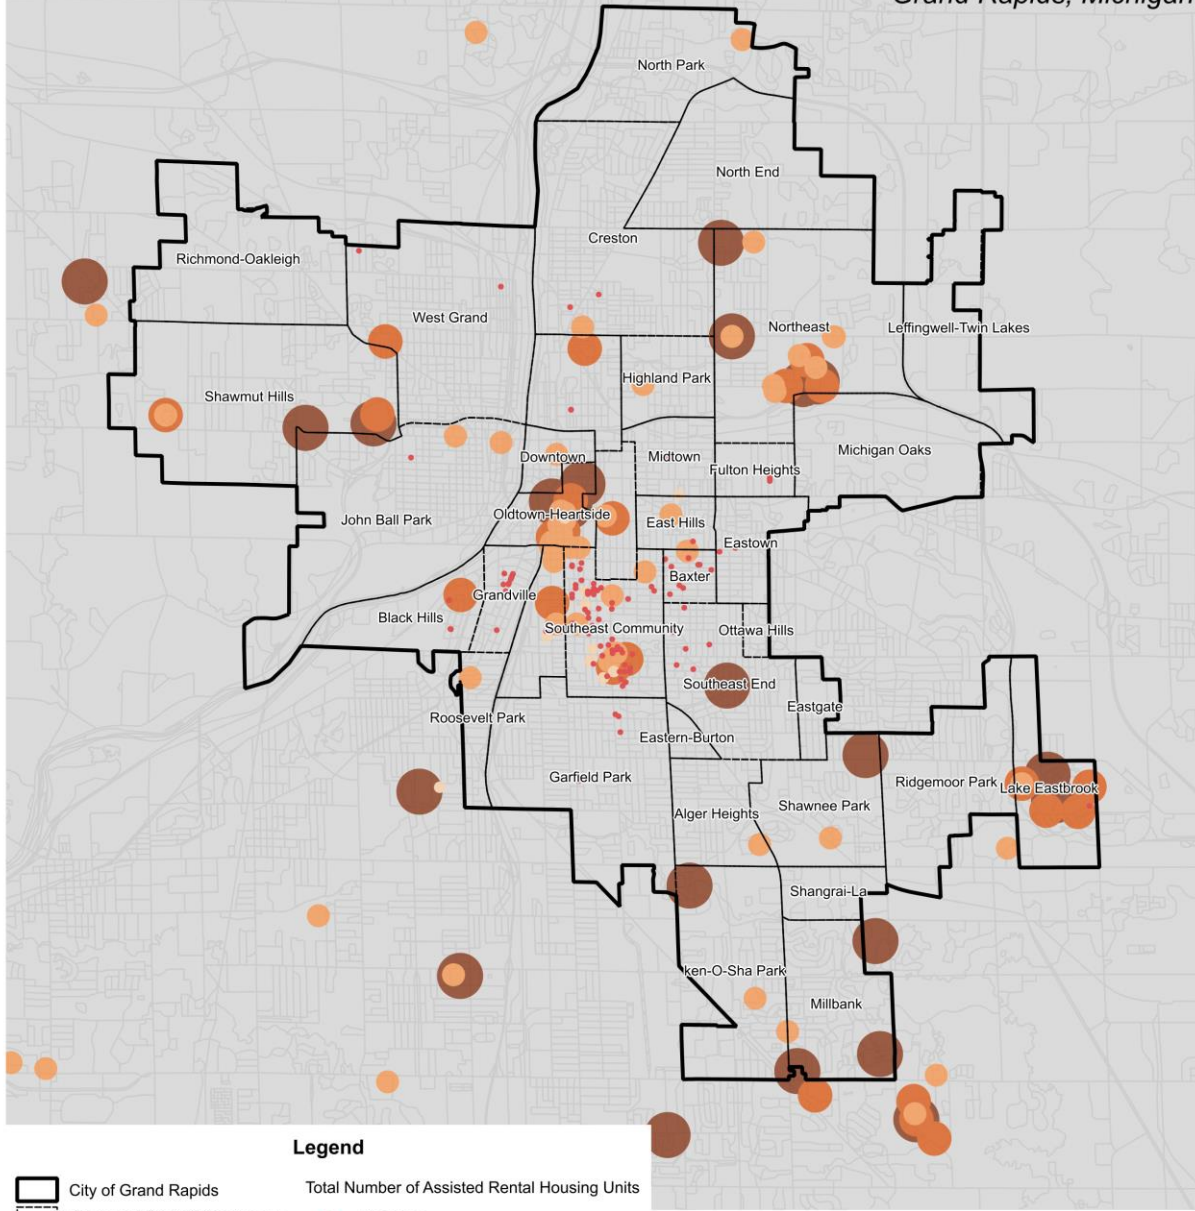 Grand Rapids, Michigan
North Park
North End
Creston
Richmond-Oakleigh
West Grand
Northeast
Leffingwell-Twin Lakes
Highland Park
Shawmut Hills
Michigan Oaks
Downtown
Midtown
Fulton Heights
Oldtown-Heartside
John Ball Park
East Hills
Eastown
Baxter
Grandville
Black Hills
Southeast Community
Ottawa Hills
Southeast End
Eastgate
Roosevelt Park
Eastern-Burton
Garfield Park
Ridgemoor Park
Lake Eastbrook
Shawnee Park
Alger Heights
Shangrai-La
ken-O-Sha Park
Millbank
Legend
City of Grand Rapids
Total Number of Assisted Rental Housing Units